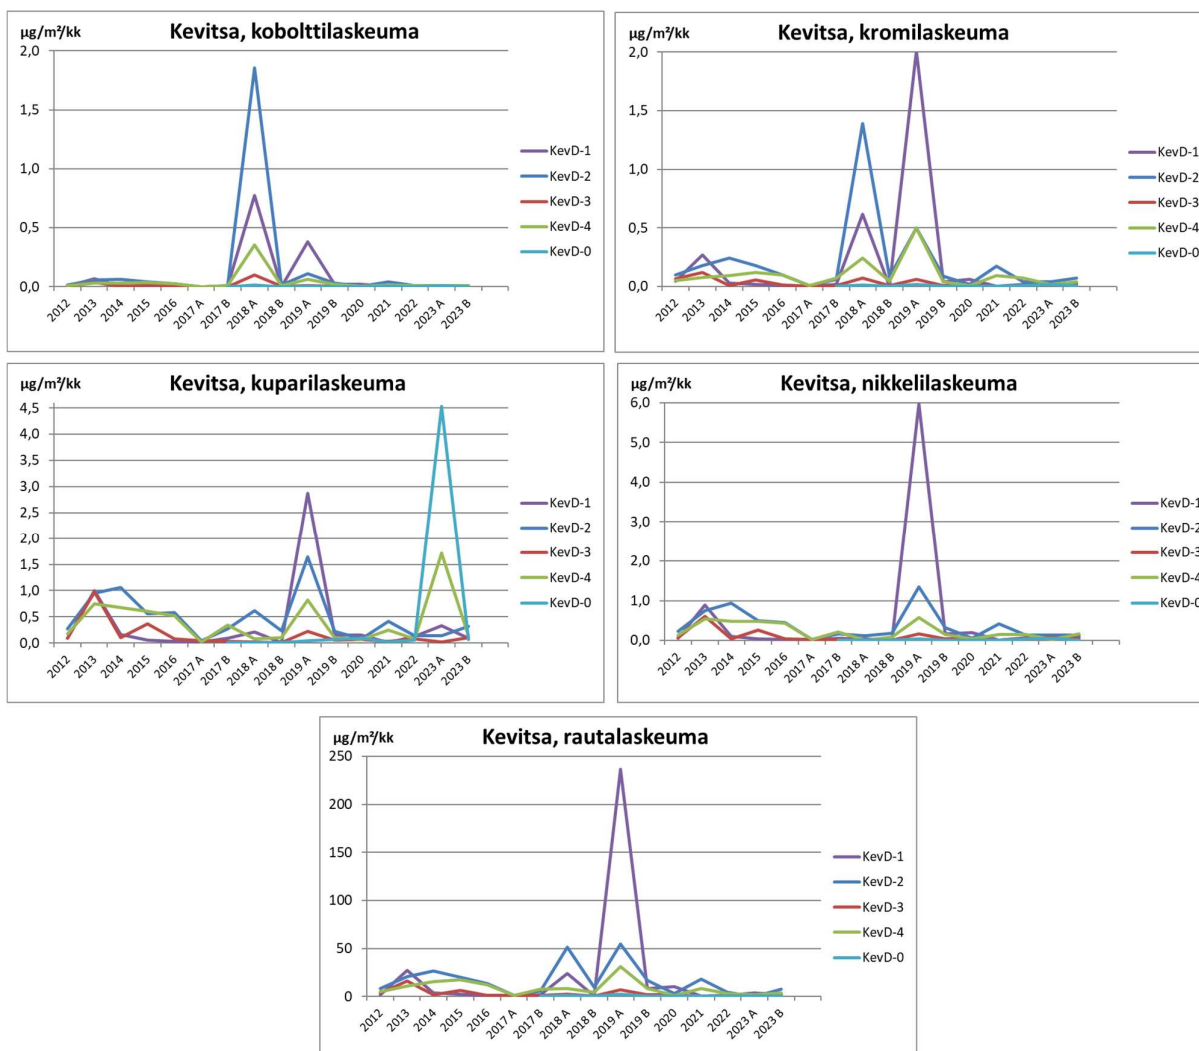 Kevitsa, kobolttilaskeuma
µg/m²/kk
2,0
1,5
1,0
0,5
0,0
2012 2013 2014 2015 2016 2017 A 2017 B 2018 A 2018 B 2019 A 2019 B 2020 2021 2022 2023 A 2023 B
KevD-1
KevD-2
KevD-3
KevD-4
KevD-0
Kevitsa, kromilaskeuma
µg/m²/kk
2,0
1,5
1,0
0,5
0,0
2012 2013 2014 2015 2016 2017 A 2017 B 2018 A 2018 B 2019 A 2019 B 2020 2021 2022 2023 A 2023 B
KevD-1
KevD-2
KevD-3
KevD-4
KevD-0
Kevitsa, kuparilaskeuma
µg/m²/kk
4,5
4,0
3,5
3,0
2,5
2,0
1,5
1,0
0,5
0,0
2012 2013 2014 2015 2016 2017 A 2017 B 2018 A 2018 B 2019 A 2019 B 2020 2021 2022 2023 A 2023 B
KevD-1
KevD-2
KevD-3
KevD-4
KevD-0
Kevitsa, nikkelilaskeuma
µg/m²/kk
6,0
5,0
4,0
3,0
2,0
1,0
0,0
2012 2013 2014 2015 2016 2017 A 2017 B 2018 A 2018 B 2019 A 2019 B 2020 2021 2022 2023 A 2023 B
KevD-1
KevD-2
KevD-3
KevD-4
KevD-0
Kevitsa, rautalaskeuma
µg/m²/kk
250
200
150
100
50
0
2012 2013 2014 2015 2016 2017 A 2017 B 2018 A 2018 B 2019 A 2019 B 2020 2021 2022 2023 A 2023 B
KevD-1
KevD-2
KevD-3
KevD-4
KevD-0